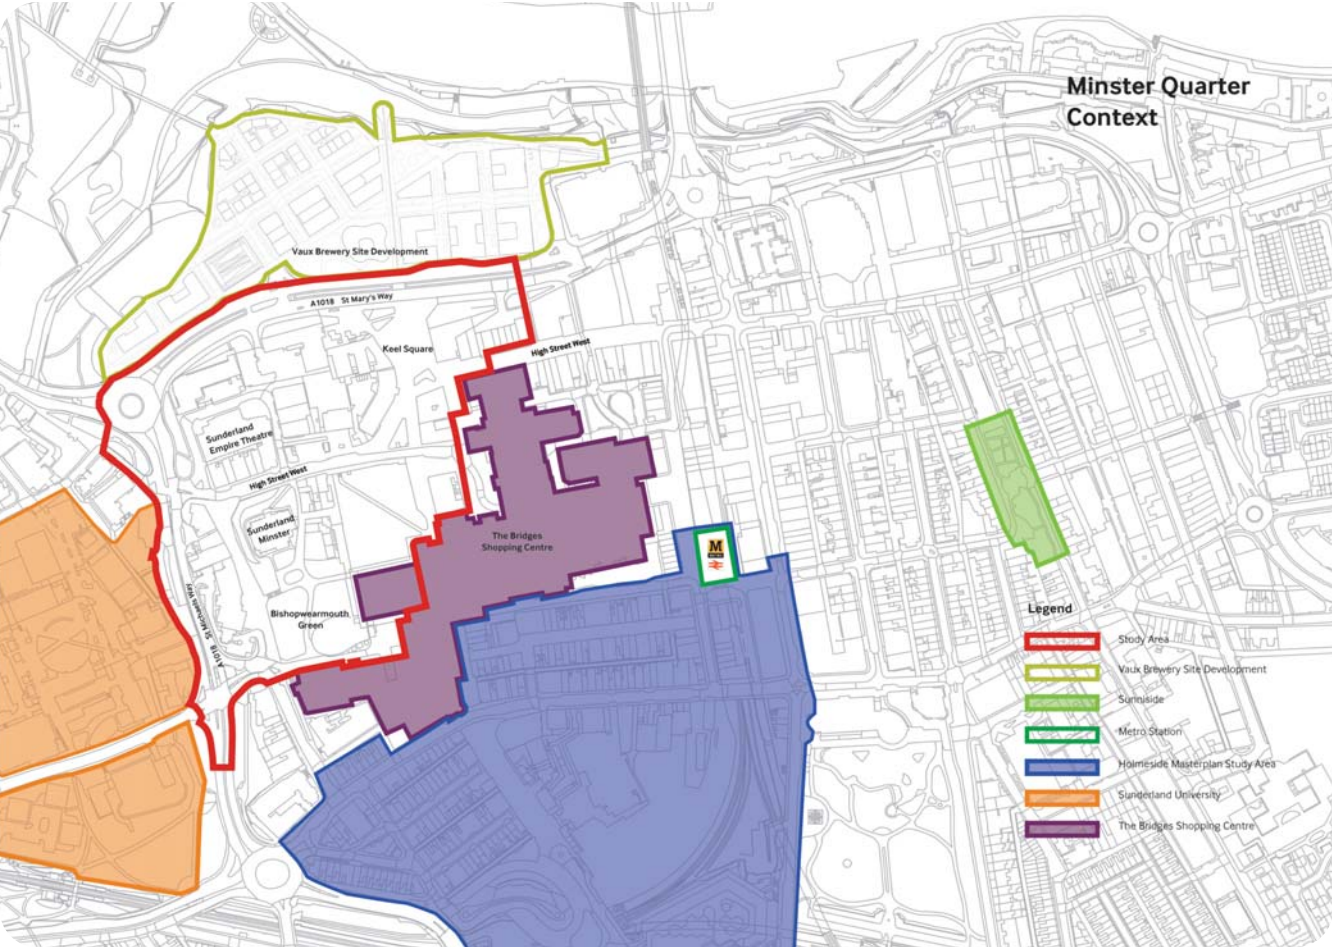 Minster Quarter
Context
Vaux Brewery Site Development
A1018 St Mary's Way
Keel Square
High Street West
Sunderland
Empire Theatre
High Street West
Sunderland
Minster
The Bridges
Shopping Centre
M
Bishopwearmouth
Green
A1018 St Michaels Way
Legend
Study Area
Vaux Brewery Site Development
Sunniside
Metro Station
Holmeside Masterplan Study Area
Sunderland University
The Bridges Shopping Centre